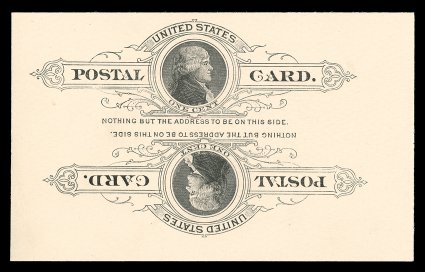 UNITED STATES
POSTAL CARD.
ONE CENT
NOTHING BUT THE ADDRESS TO BE ON THIS SIDE.
NOTHING BUT THE ADDRESS TO BE ON THIS SIDE.
ONE CENT
POSTAL CARD.
UNITED STATES